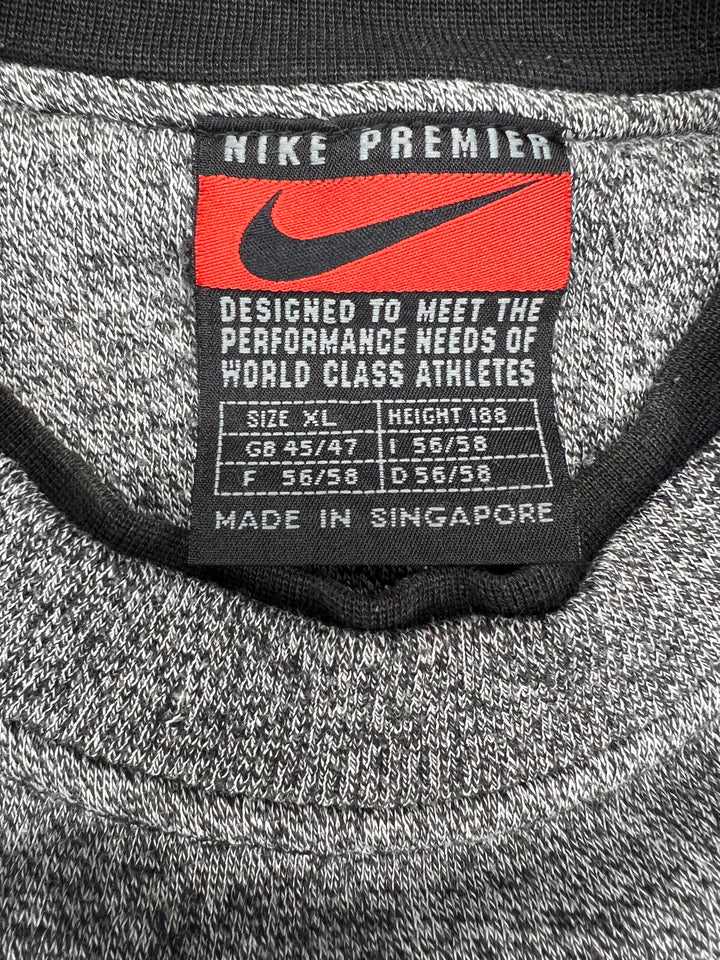 NIKE PREMIER
DESIGNED TO MEET THE
PERFORMANCE NEEDS OF
WORLD CLASS ATHLETES
SIZE XL HEIGHT 188
GB 45/47 I 56/58
F 56/58 D 56/58
MADE IN SINGAPORE